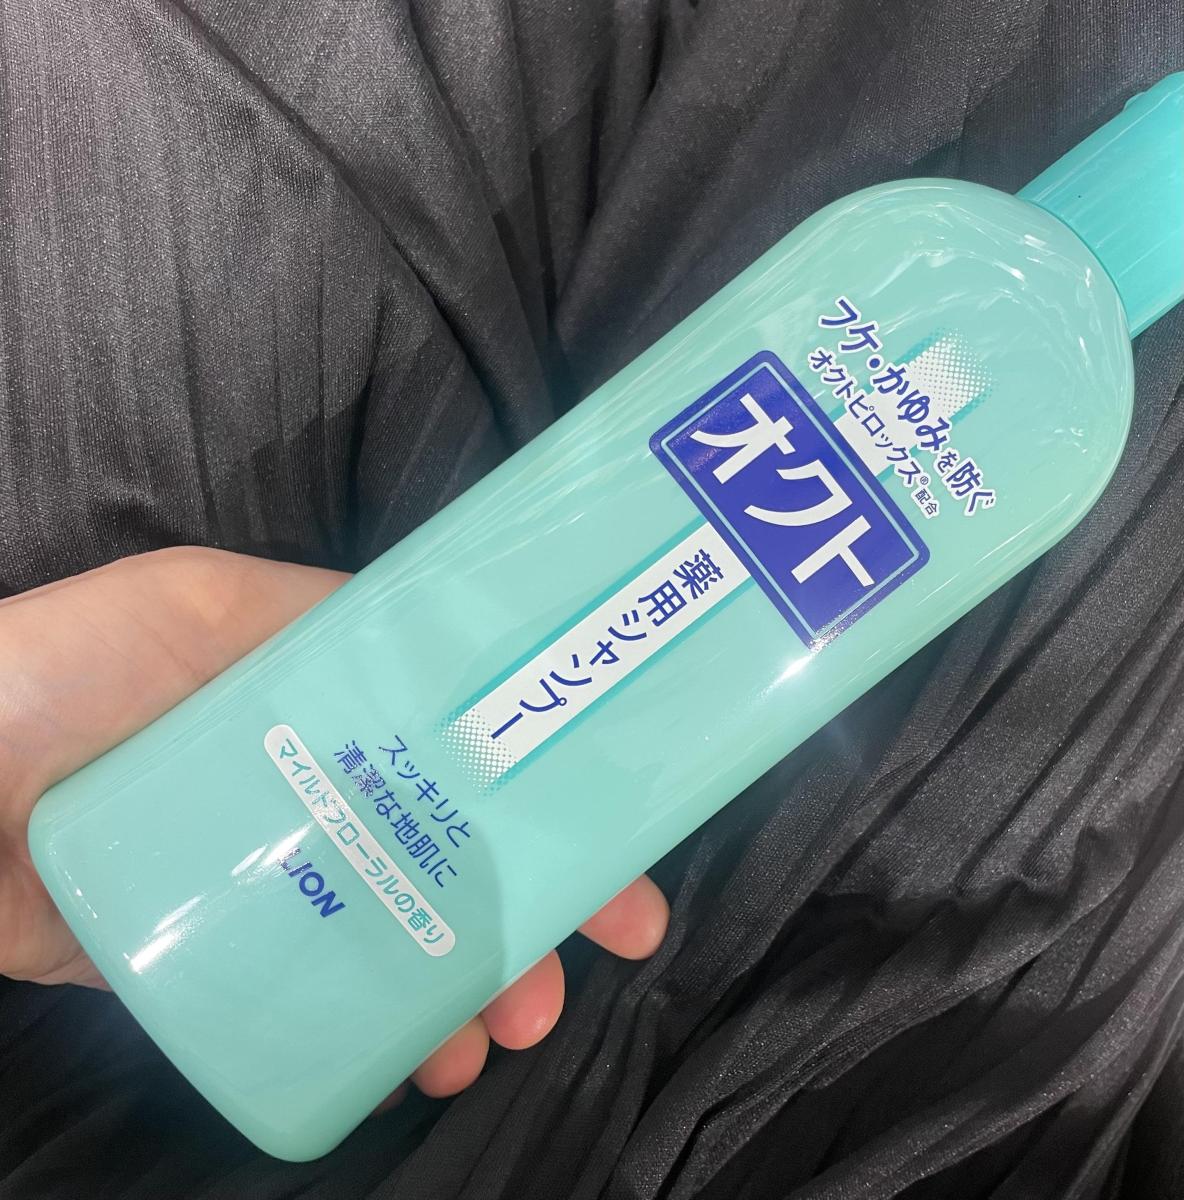 フケ・かゆみを防ぐ
オクトピロックス®配合
オクト
薬用シャンプー
スッキリと
清潔な地肌に
マイルドフローラルの香り
LION